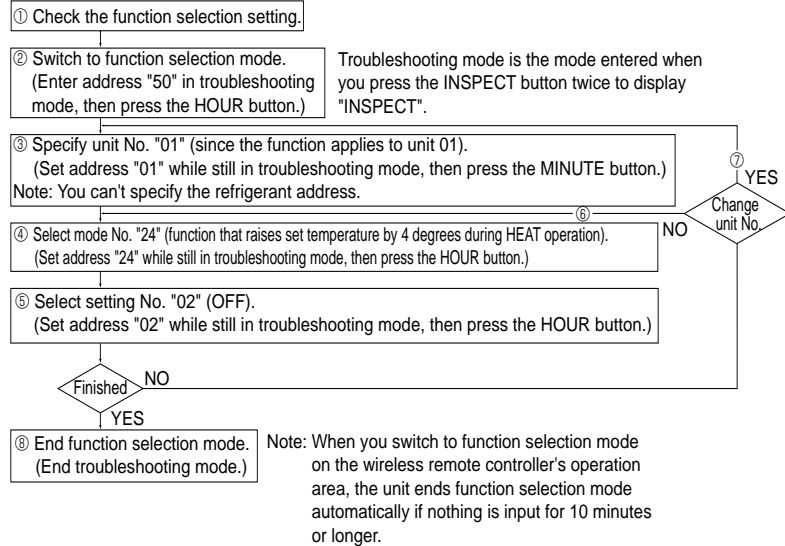 ① Check the function selection setting.
② Switch to function selection mode.
(Enter address "50" in troubleshooting
mode, then press the HOUR button.)
Troubleshooting mode is the mode entered when
you press the INSPECT button twice to display
"INSPECT".
③ Specify unit No. "01" (since the function applies to unit 01).
(Set address "01" while still in troubleshooting mode, then press the MINUTE button.)
Note: You can't specify the refrigerant address.
⑦
YES
Change
unit No.
⑥
NO
④ Select mode No. "24" (function that raises set temperature by 4 degrees during HEAT operation).
(Set address "24" while still in troubleshooting mode, then press the HOUR button.)
⑤ Select setting No. "02" (OFF).
(Set address "02" while still in troubleshooting mode, then press the HOUR button.)
Finished
NO
YES
⑧ End function selection mode.
(End troubleshooting mode.)
Note: When you switch to function selection mode
on the wireless remote controller's operation
area, the unit ends function selection mode
automatically if nothing is input for 10 minutes
or longer.